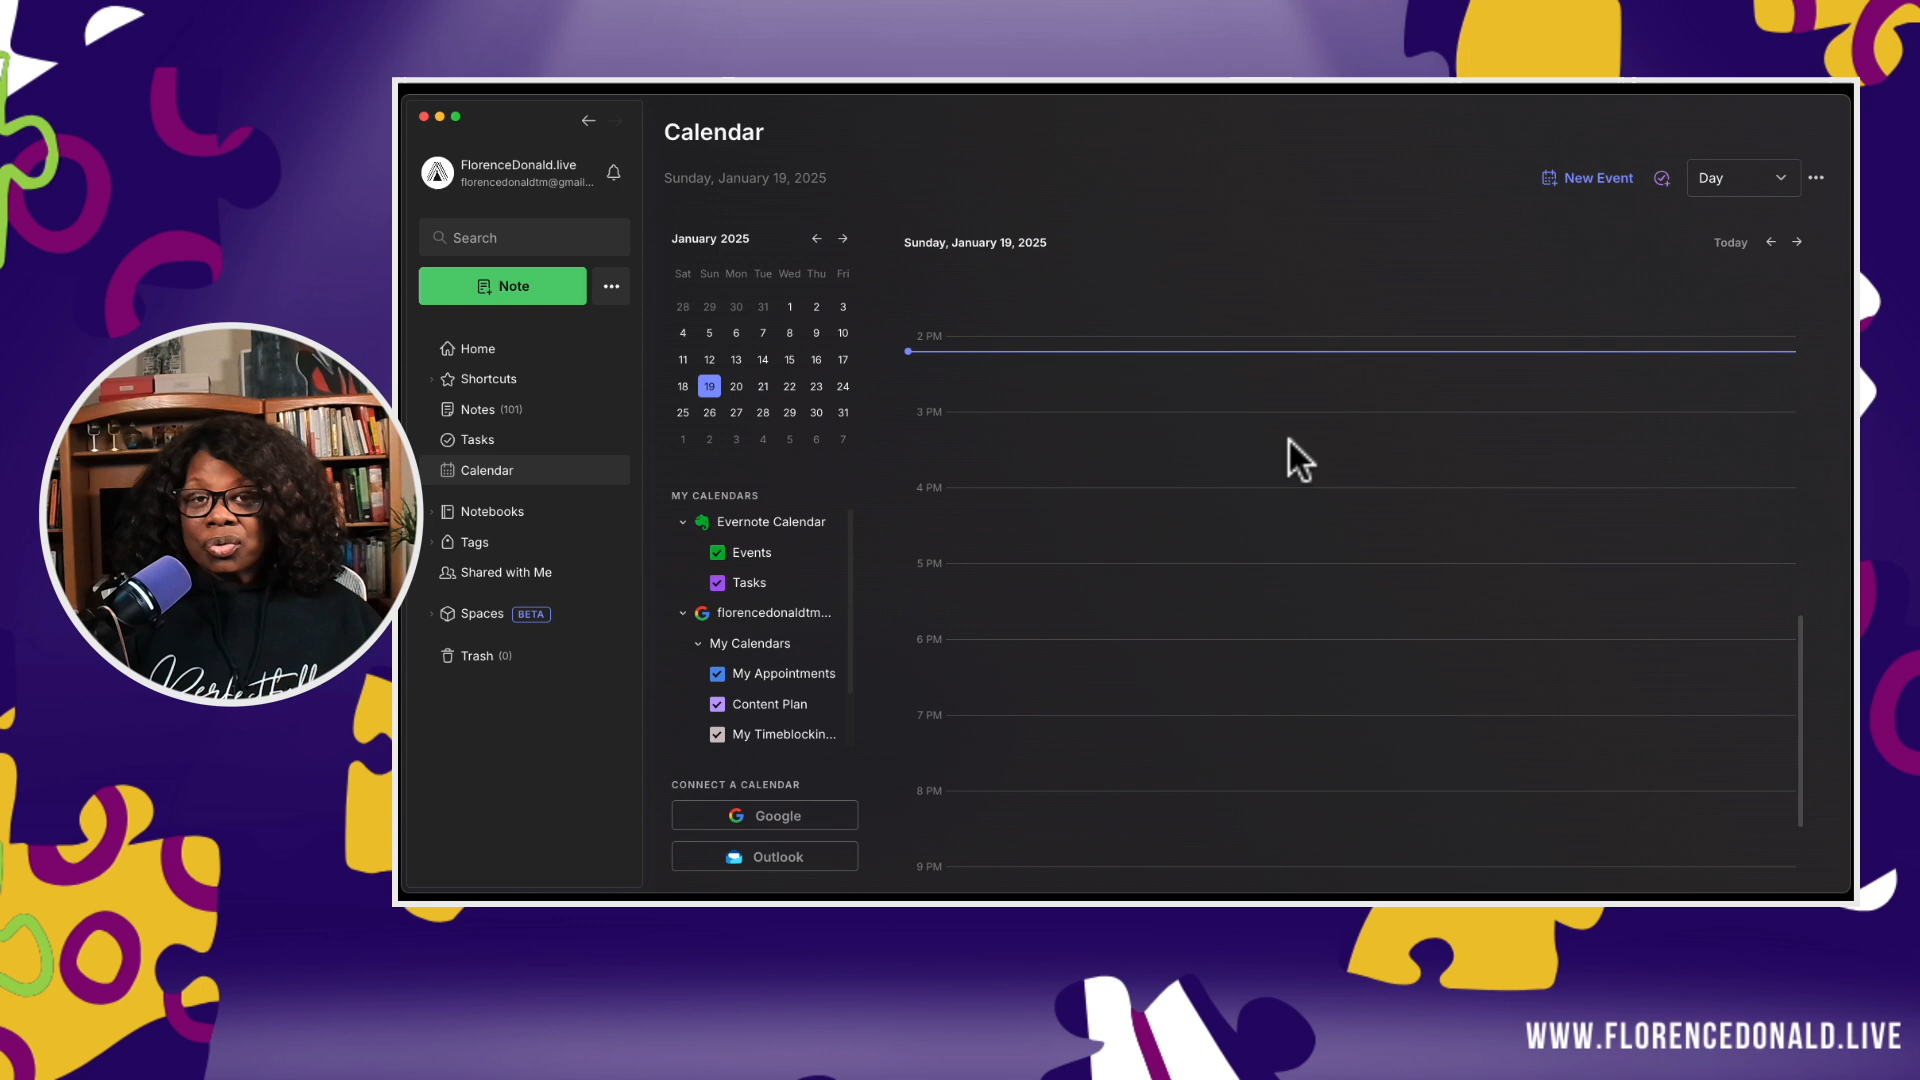 FlorenceDonald.live
florencedonaldtm@gmail...
Search
Note
Home
Shortcuts
Notes (101)
Tasks
Calendar
Notebooks
Tags
Shared with Me
Spaces BETA
Trash (0)
Calendar
Sunday, January 19, 2025
New Event
Day
January 2025
Sat Sun Mon Tue Wed Thu Fri
28 29 30 31 1 2 3
4 5 6 7 8 9 10
11 12 13 14 15 16 17
18 19 20 21 22 23 24
25 26 27 28 29 30 31
1 2 3 4 5 6 7
MY CALENDARS
Evernote Calendar
Events
Tasks
florencedonaldtm...
My Calendars
My Appointments
Content Plan
My Timeblockin...
CONNECT A CALENDAR
Google
Outlook
Sunday, January 19, 2025
Today
2 PM
3 PM
4 PM
5 PM
6 PM
7 PM
8 PM
9 PM
WWW.FLORENCEDONALD.LIVE